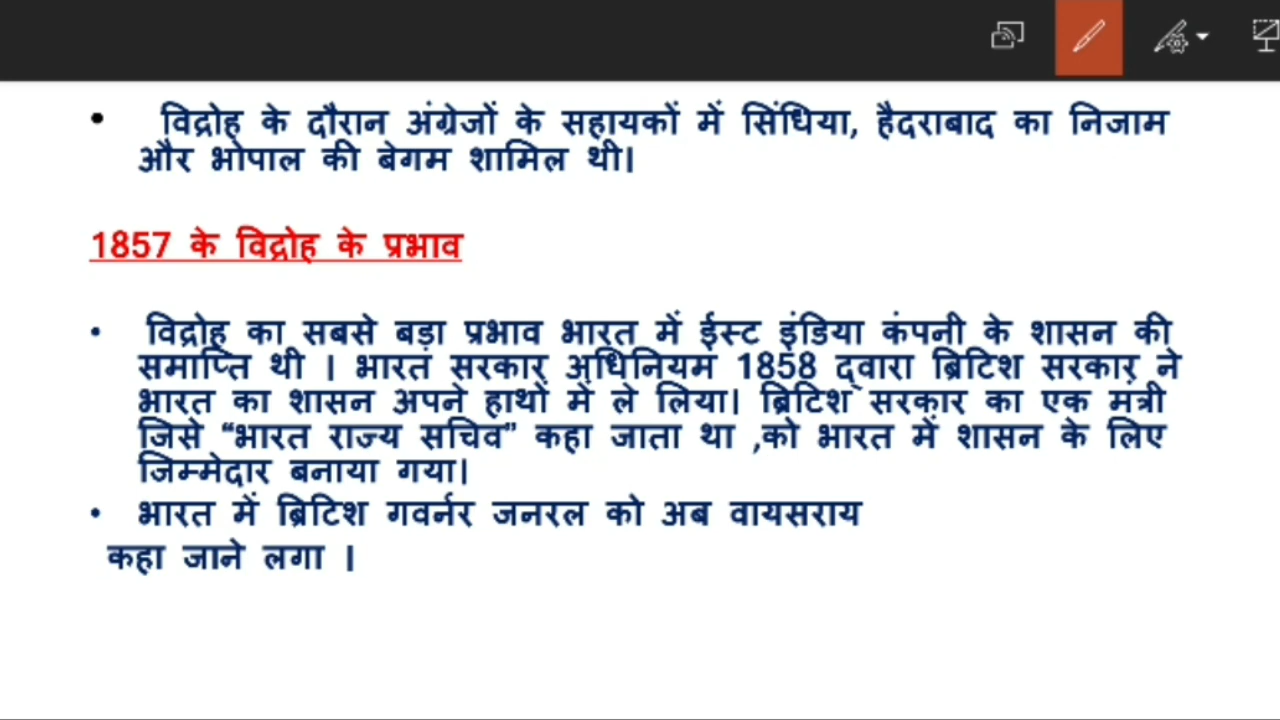 • विद्रोह के दौरान अंग्रेजों के सहायकों में सिंधिया, हैदराबाद का निजाम
और भोपाल की बेगम शामिल थी।
1857 के विद्रोह के प्रभाव
• विद्रोह का सबसे बड़ा प्रभाव भारत में ईस्ट इंडिया कंपनी के शासन की
समाप्ति थी । भारत सरकार अधिनियम 1858 द्वारा ब्रिटिश सरकार ने
भारत का शासन अपने हाथों में ले लिया। ब्रिटिश सरकार का एक मंत्री
जिसे “भारत राज्य सचिव” कहा जाता था ,को भारत में शासन के लिए
जिम्मेदार बनाया गया।
• भारत में ब्रिटिश गवर्नर जनरल को अब वायसराय
कहा जाने लगा ।